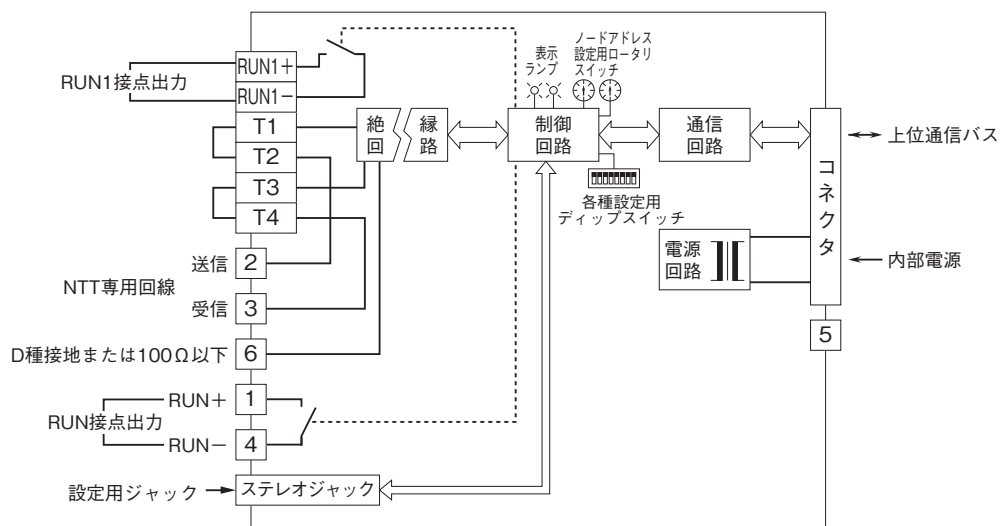 RUN1接点出力
RUN1+
RUN1−
T1
T2
T3
T4
送信
2
NTT専用回線
受信
3
D種接地または100Ω以下
6
RUN+
1
RUN接点出力
RUN−
4
設定用ジャック
ステレオジャック
絶 縁
回 路
表示
ランプ
ノードアドレス
設定用ロータリ
スイッチ
制御
回路
各種設定用
ディップスイッチ
通信
回路
電源
回路
コネクタ
上位通信バス
内部電源
5